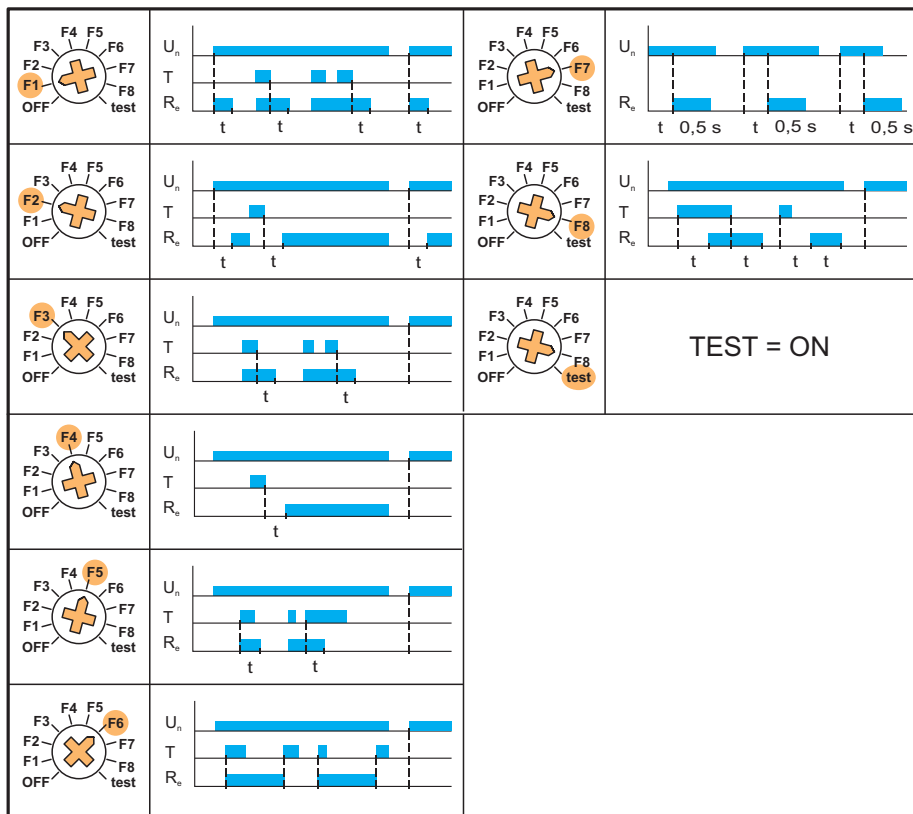 F4 F5
F3 F6
F2 F7
F1 F8
OFF test
Uₙ
T
Rₑ
t t t t
F4 F5
F3 F6
F2 F7
F1 F8
OFF test
Uₙ
Rₑ
t 0,5 s t 0,5 s t 0,5 s
F4 F5
F3 F6
F2 F7
F1 F8
OFF test
Uₙ
T
Rₑ
t t t
F4 F5
F3 F6
F2 F7
F1 F8
OFF test
Uₙ
T
Rₑ
t t t t
F4 F5
F3 F6
F2 F7
F1 F8
OFF test
Uₙ
T
Rₑ
t t
F4 F5
F3 F6
F2 F7
F1 F8
OFF test
TEST = ON
F4 F5
F3 F6
F2 F7
F1 F8
OFF test
Uₙ
T
Rₑ
t
F4 F5
F3 F6
F2 F7
F1 F8
OFF test
Uₙ
T
Rₑ
t t
F4 F5
F3 F6
F2 F7
F1 F8
OFF test
Uₙ
T
Rₑ